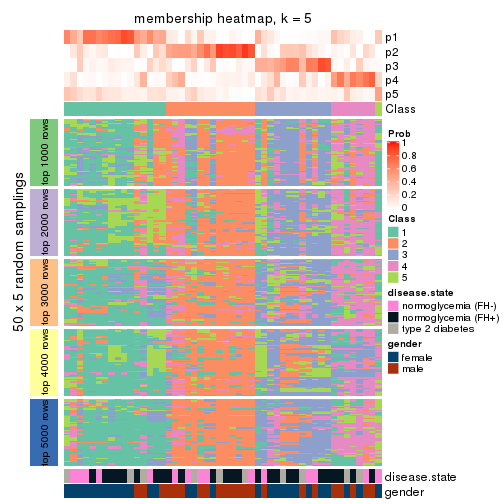 membership heatmap, k = 5
p1
p2
p3
p4
p5
Class
50 x 5 random samplings
top 1000 rows
top 2000 rows
top 3000 rows
top 4000 rows
top 5000 rows
disease.state
gender
Prob
1
0.8
0.6
0.4
0.2
0
Class
1
2
3
4
5
disease.state
normoglycemia (FH-)
normoglycemia (FH+)
type 2 diabetes
gender
female
male